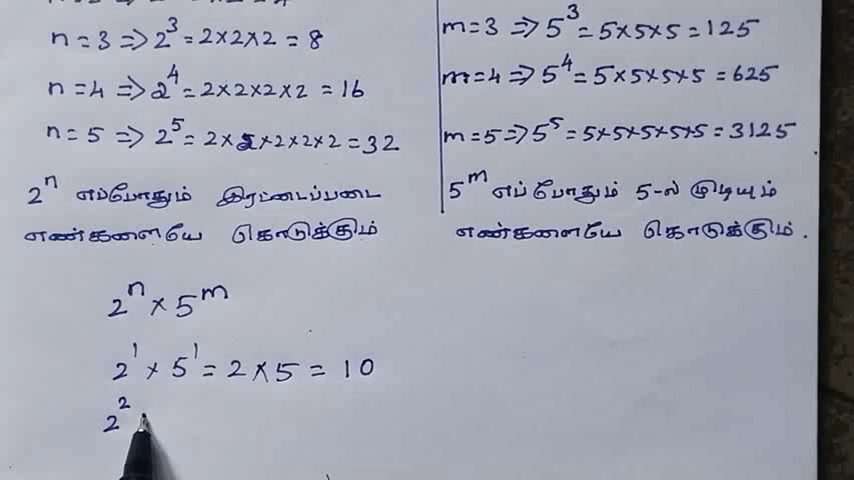 n = 3 ⇒ 2³ = 2×2×2 = 8
n = 4 ⇒ 2⁴ = 2×2×2×2 = 16
n = 5 ⇒ 2⁵ = 2×2×2×2×2 = 32
2ⁿ எப்போதும் இரட்டைப்படை
எண்களையே கொடுக்கும்
m = 3 ⇒ 5³ = 5×5×5 = 125
m = 4 ⇒ 5⁴ = 5×5×5×5 = 625
m = 5 ⇒ 5⁵ = 5×5×5×5×5 = 3125
5ᵐ எப்போதும் 5-ல் முடியும்
எண்களையே கொடுக்கும்.
2ⁿ × 5ᵐ
2¹ × 5¹ = 2 × 5 = 10
2²